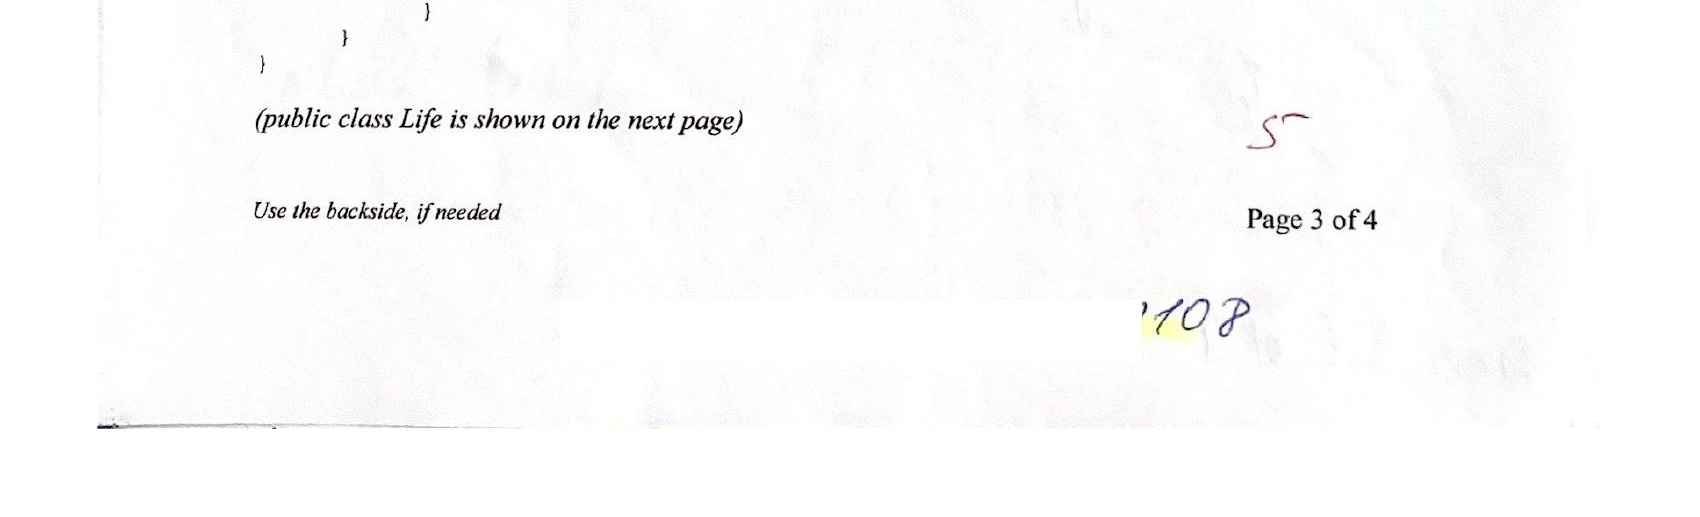 }
}
}
(public class Life is shown on the next page)
5
Use the backside, if needed
Page 3 of 4
108